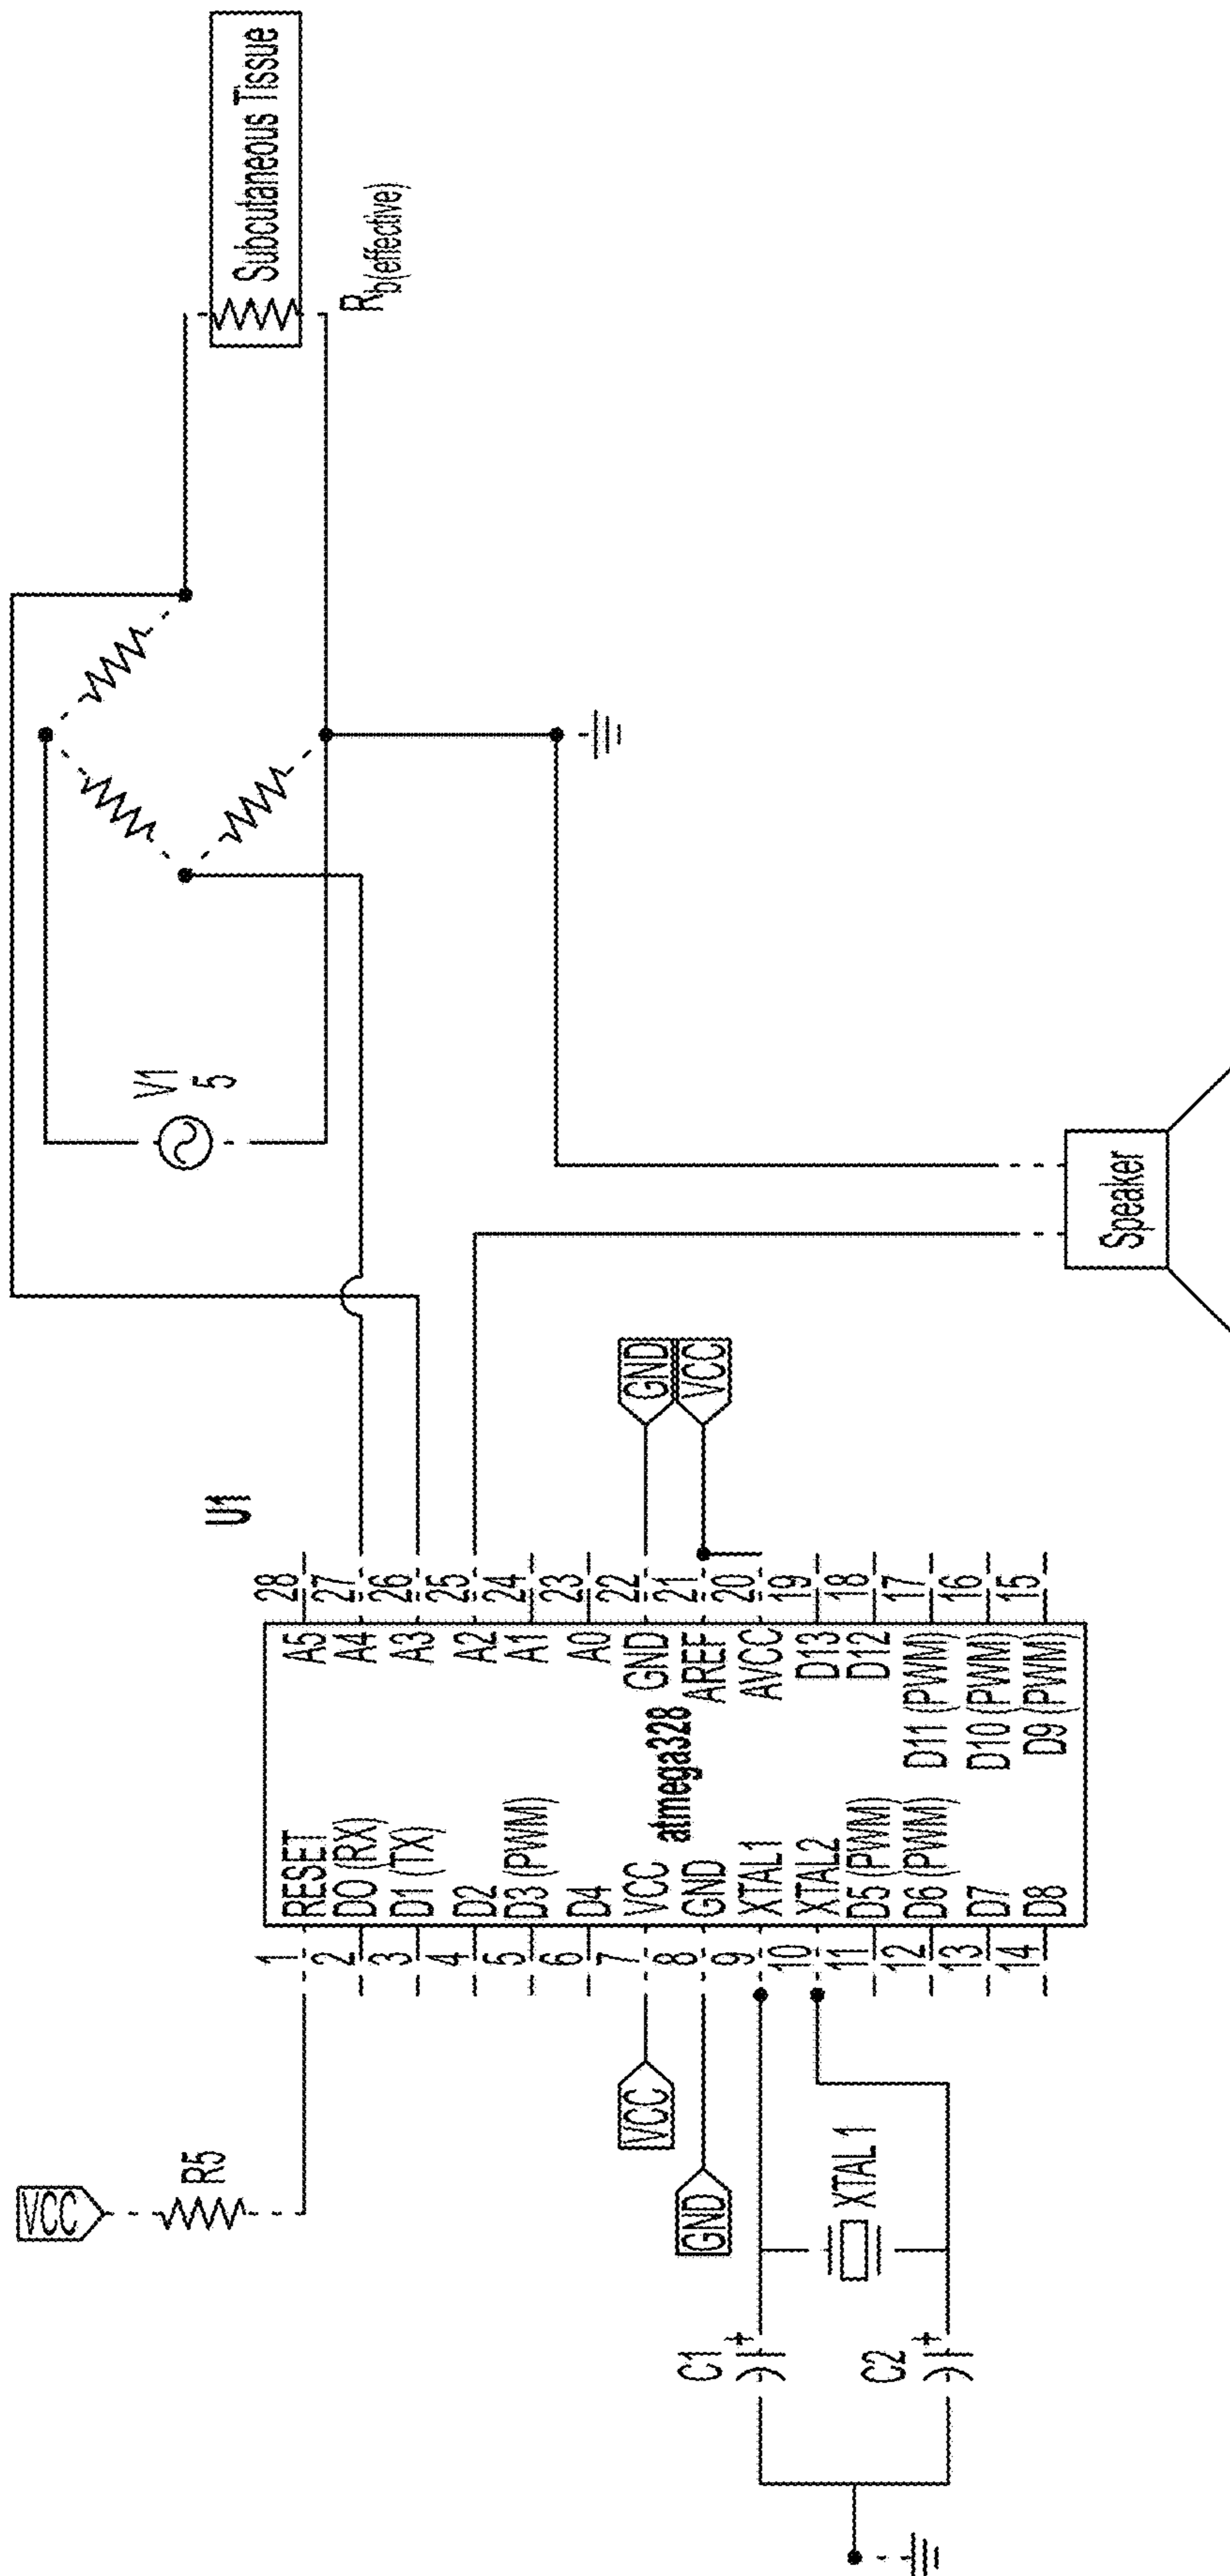 VCC
R5
U1
V1
5
Subcutaneous Tissue
Rb(effective)
1 RESET
2 DO (RX)
3 D1 (TX)
4 D2
5 D3 (PWM)
6 D4
7 VCC
8 GND
9 XTAL1
10 XTAL2
11 D5 (PWM)
12 D6 (PWM)
13 D7
14 D8
atmega328
A5 28
A4 27
A3 26
A2 25
A1 24
A0 23
GND 22
AREF 21
AVCC 20
D13 19
D12 18
D11 (PWM) 17
D10 (PWM) 16
D9 (PWM) 15
VCC
GND
GND
VCC
C1
+
C2
+
XTAL 1
Speaker